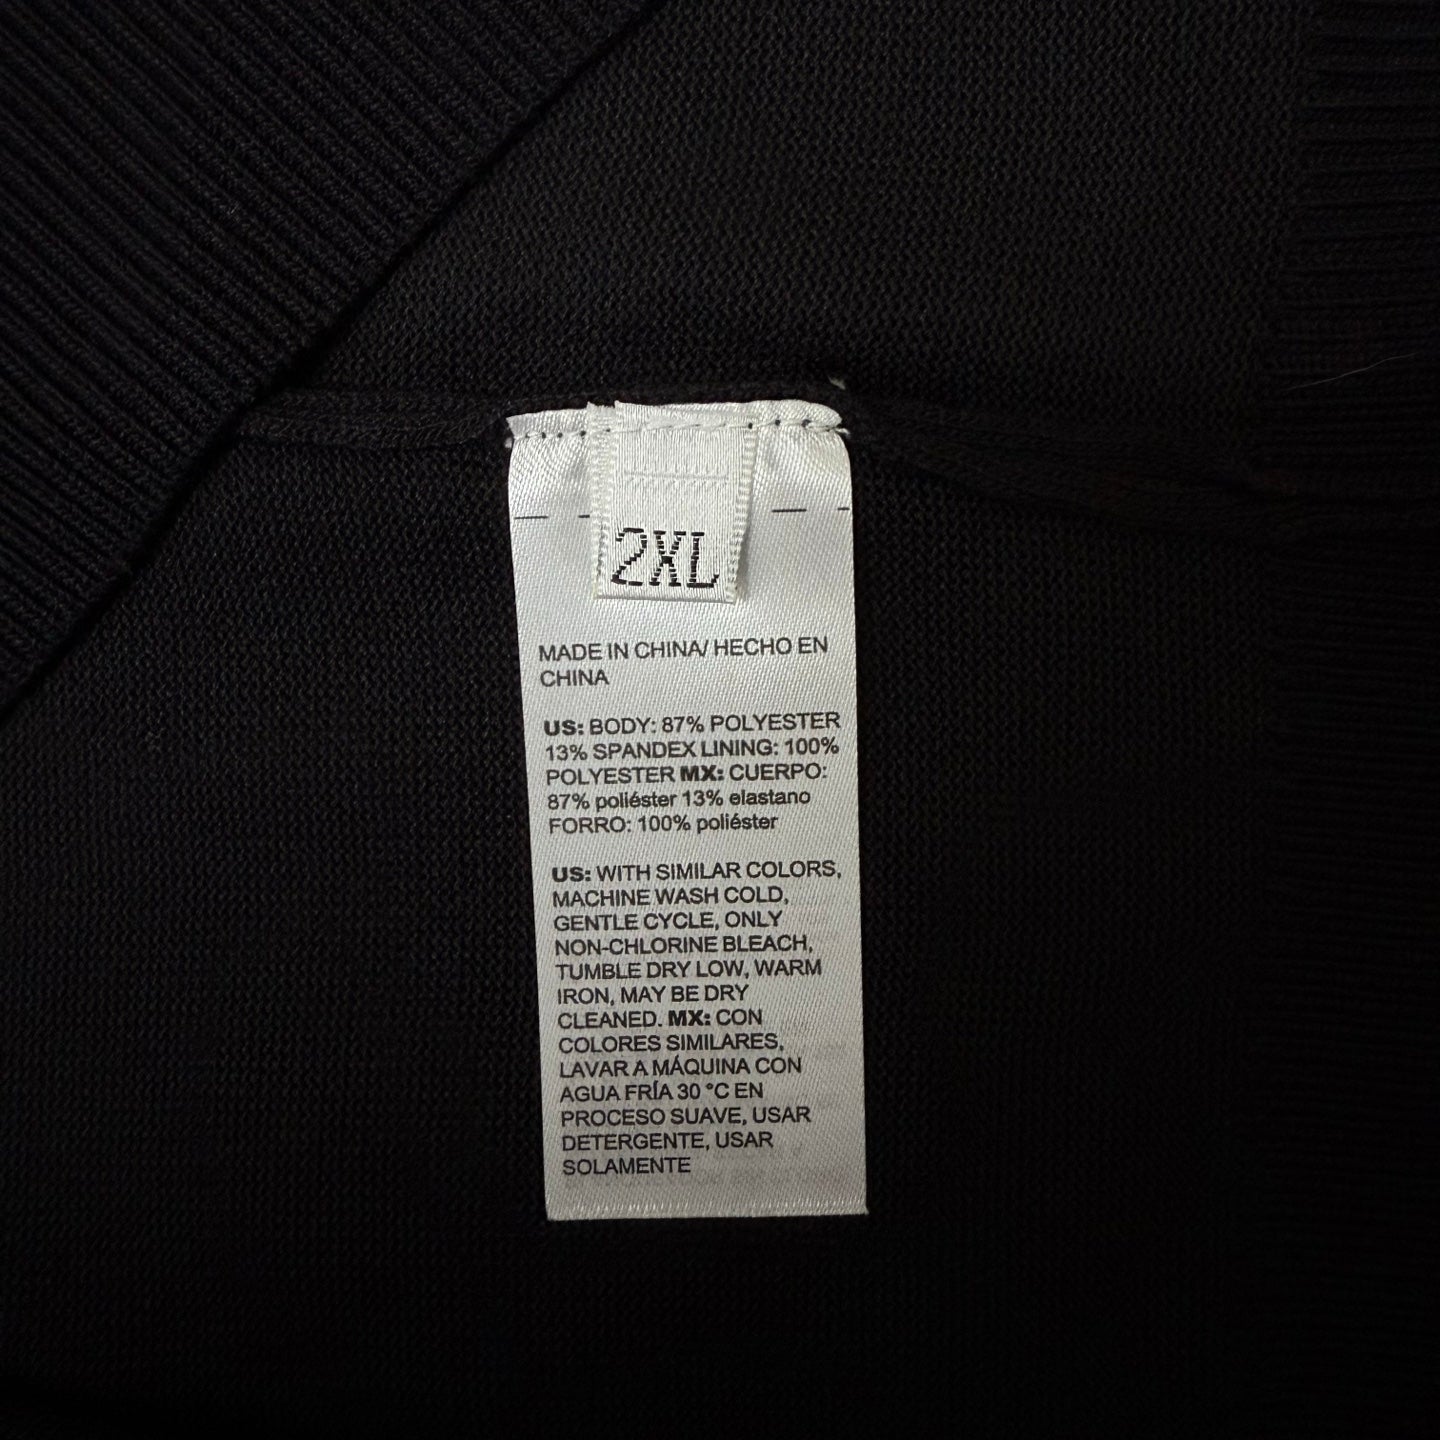 2XL
MADE IN CHINA/ HECHO EN
CHINA
US: BODY: 87% POLYESTER
13% SPANDEX LINING: 100%
POLYESTER MX: CUERPO:
87% poliéster 13% elastano
FORRO: 100% poliéster
US: WITH SIMILAR COLORS,
MACHINE WASH COLD,
GENTLE CYCLE, ONLY
NON-CHLORINE BLEACH,
TUMBLE DRY LOW, WARM
IRON, MAY BE DRY
CLEANED. MX: CON
COLORES SIMILARES,
LAVAR A MÁQUINA CON
AGUA FRÍA 30 °C EN
PROCESO SUAVE, USAR
DETERGENTE, USAR
SOLAMENTE